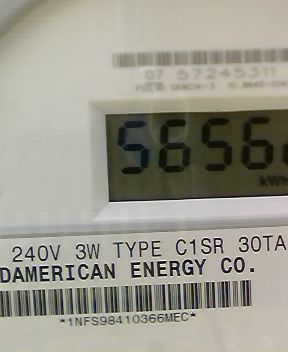 07 57245311
5656
kWh
240V 3W TYPE C1SR 30TA
DAMERICAN ENERGY CO.
*1NFS98410366MEC*